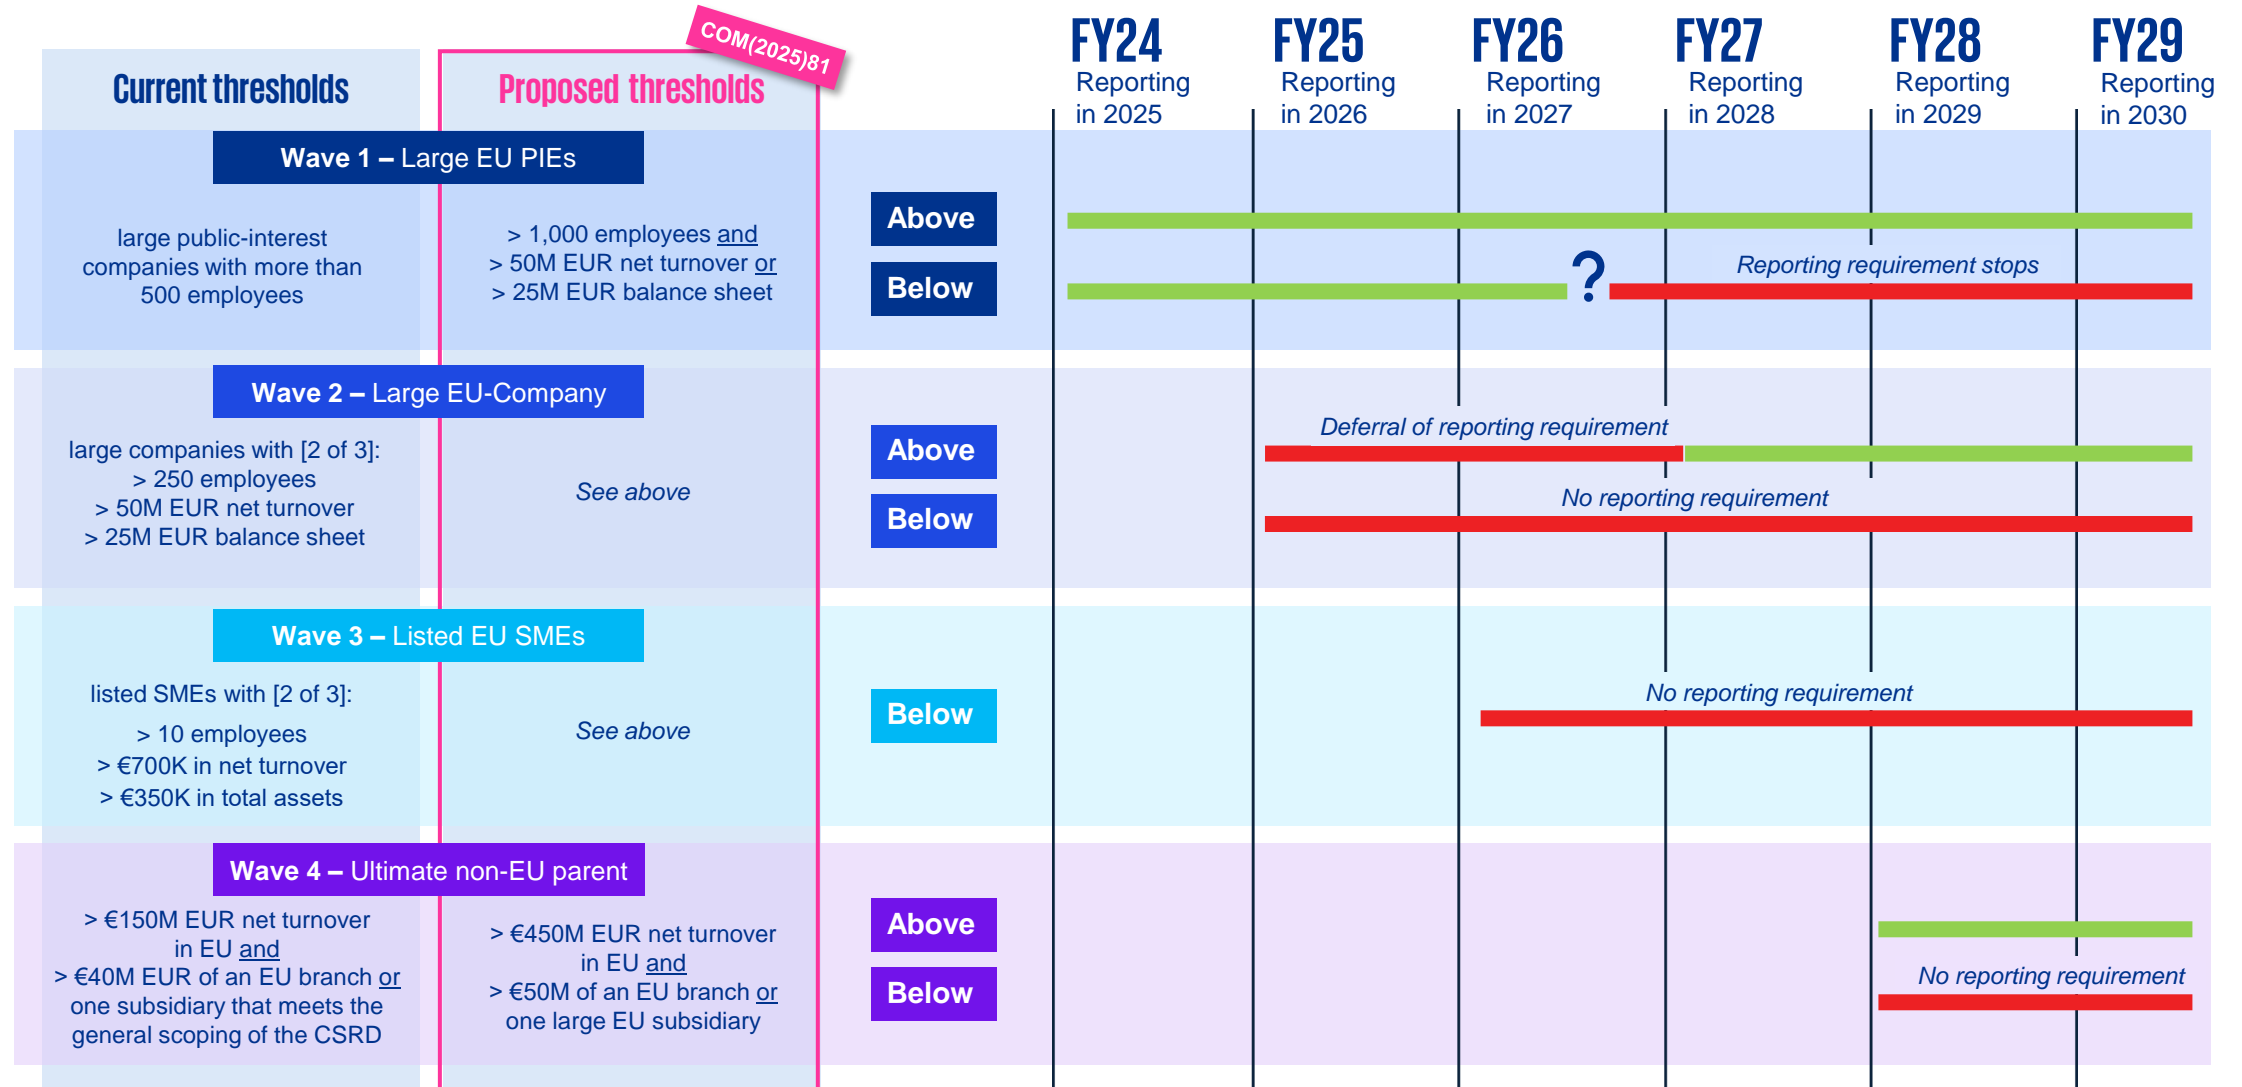 COM(2025)81
Current thresholds
Proposed thresholds
FY24
Reporting
in 2025
FY25
Reporting
in 2026
FY26
Reporting
in 2027
FY27
Reporting
in 2028
FY28
Reporting
in 2029
FY29
Reporting
in 2030
Wave 1 – Large EU PIEs
large public-interest
companies with more than
500 employees
> 1,000 employees and
> 50M EUR net turnover or
> 25M EUR balance sheet
Above
Below
?
Reporting requirement stops
Wave 2 – Large EU-Company
large companies with [2 of 3]:
> 250 employees
> 50M EUR net turnover
> 25M EUR balance sheet
See above
Above
Deferral of reporting requirement
Below
No reporting requirement
Wave 3 – Listed EU SMEs
listed SMEs with [2 of 3]:
> 10 employees
> €700K in net turnover
> €350K in total assets
See above
Below
No reporting requirement
Wave 4 – Ultimate non-EU parent
> €150M EUR net turnover
in EU and
> €40M EUR of an EU branch or
one subsidiary that meets the
general scoping of the CSRD
> €450M EUR net turnover
in EU and
> €50M of an EU branch or
one large EU subsidiary
Above
Below
No reporting requirement